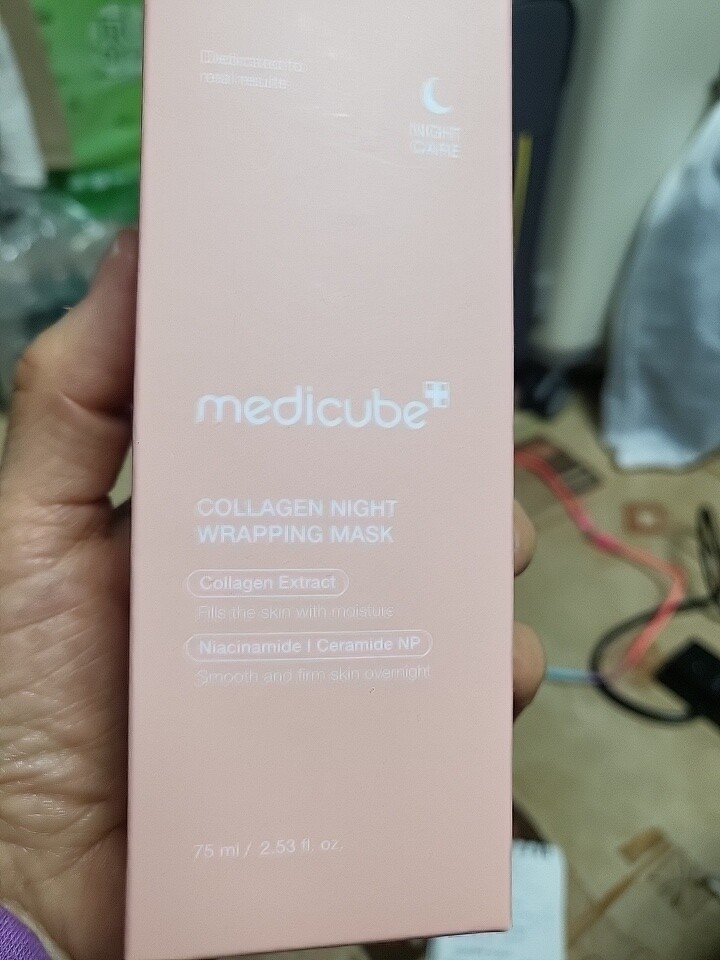 Dedicated to
real results
NIGHT
CARE
medicube
COLLAGEN NIGHT
WRAPPING MASK
Collagen Extract
Fills the skin with moisture
Niacinamide | Ceramide NP
Smooth and firm skin overnight
75 ml / 2.53 fl. oz.